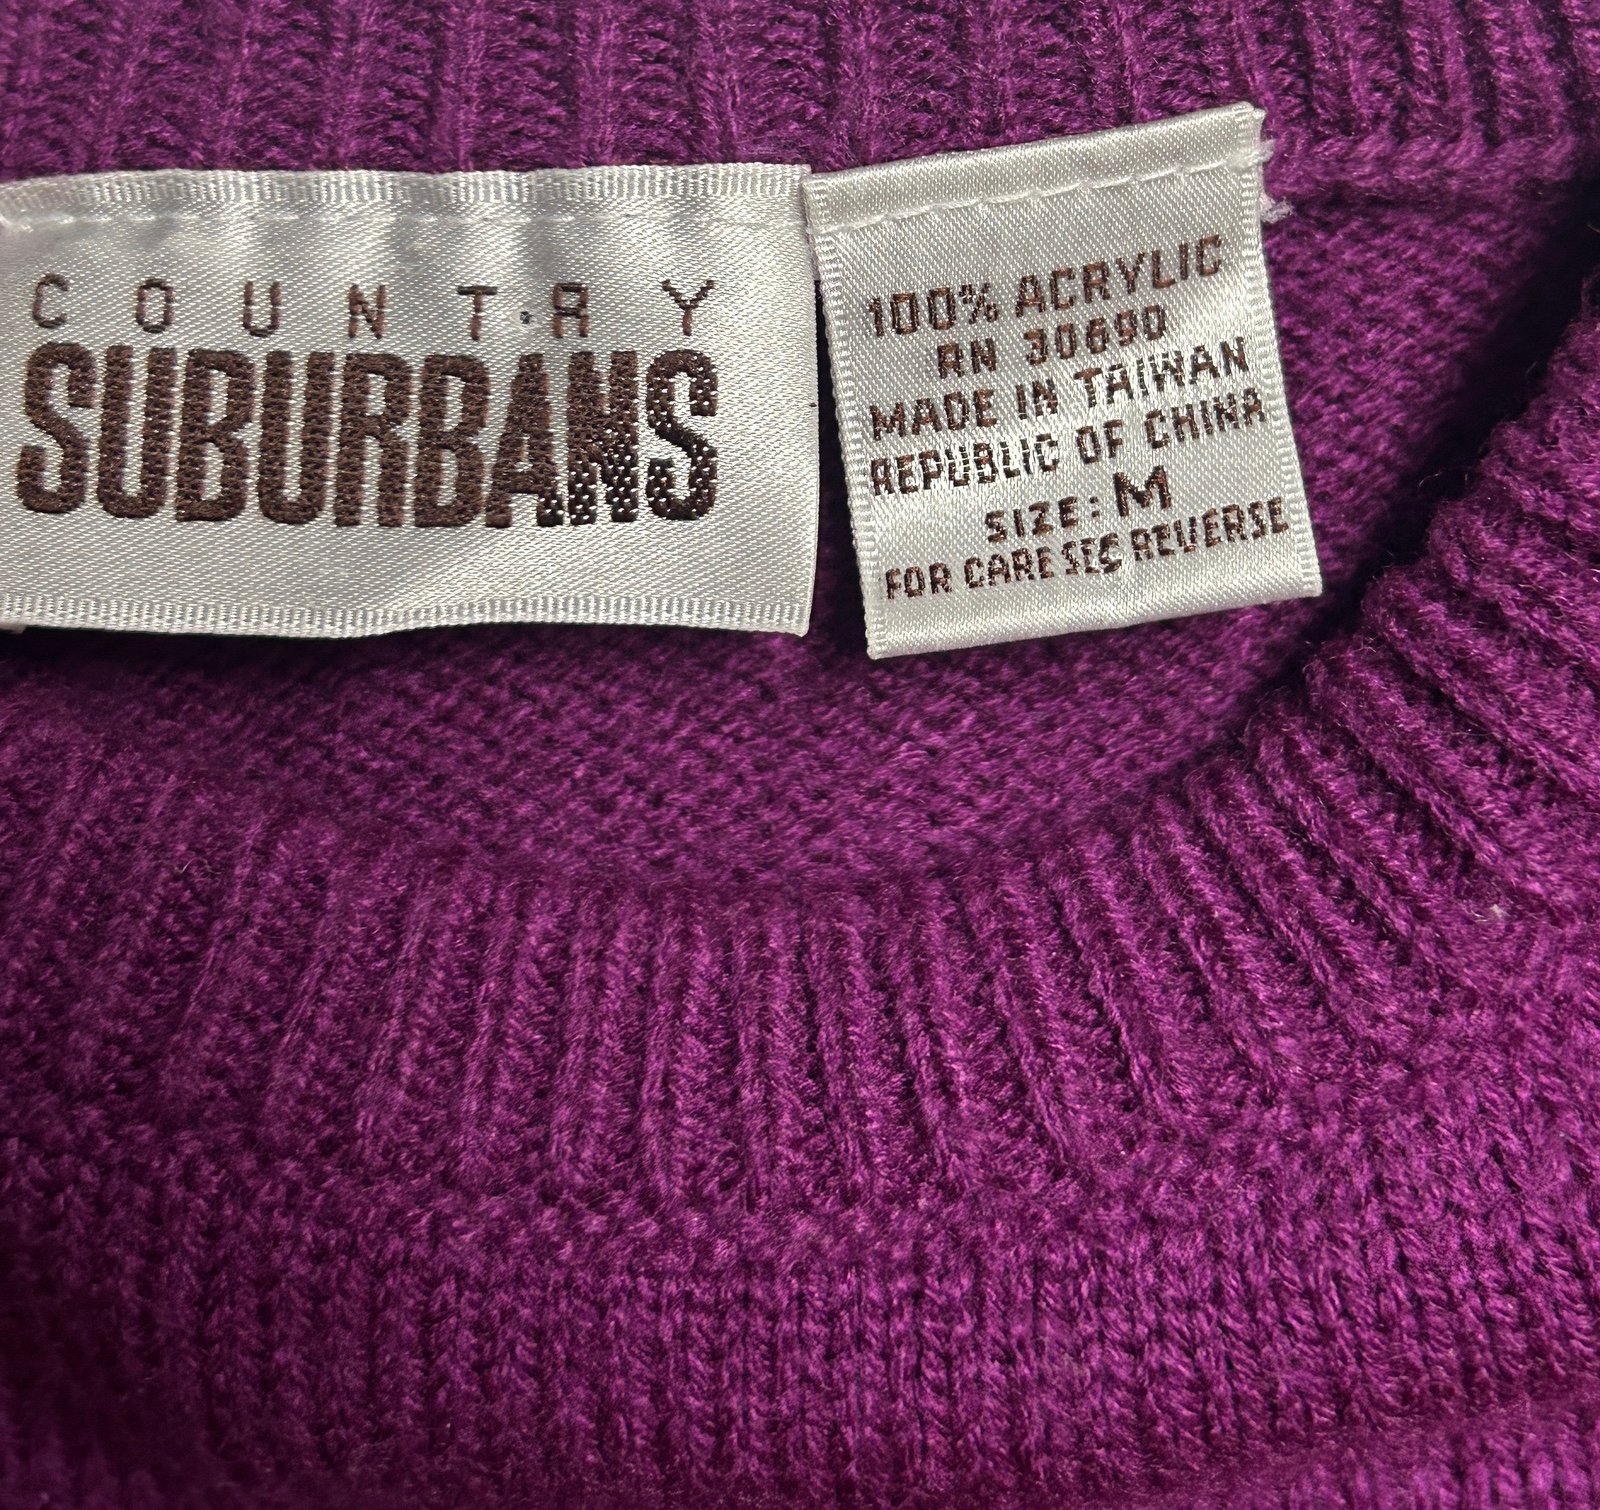 COUNTRY
SUBURBANS
100% ACRYLIC
RN 30690
MADE IN TAIWAN
REPUBLIC OF CHINA
SIZE: M
FOR CARE SEE REVERSE